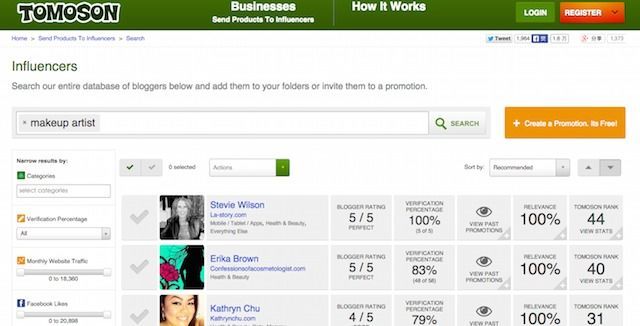 TOMOSON
Businesses
Send Products To Influencers
How It Works
LOGIN
REGISTER
Home » Send Products To Influencers » Search
Tweet 1,964
1,373
Influencers
Search our entire database of bloggers below and add them to your folders or invite them to a promotion.
× makeup artist
SEARCH
+ Create a Promotion. Its Free!
Narrow results by:
Categories
select categories
Verification Percentage
All
Monthly Website Traffic
0 to 18,360
Facebook Likes
0 to 20,898
0 selected
Actions
Sort by:
Recommended
Stevie Wilson
La-story.com
Mobile / Tablet / Apps, Health & Beauty,
Everything Else
BLOGGER RATING
5 / 5
PERFECT
VERIFICATION
PERCENTAGE
100%
(5 of 5)
VIEW PAST
PROMOTIONS
RELEVANCE
100%
TOMOSON RANK
44
VIEW STATS
Erika Brown
Confessionsofacosmetologist.com
Health & Beauty
BLOGGER RATING
5 / 5
PERFECT
VERIFICATION
PERCENTAGE
83%
VIEW PAST
PROMOTIONS
RELEVANCE
100%
TOMOSON RANK
40
VIEW STATS
Kathryn Chu
Kathrynchu.com
BLOGGER RATING
4 / 5
VERIFICATION
PERCENTAGE
79%
VIEW PAST
RELEVANCE
100%
TOMOSON RANK
31